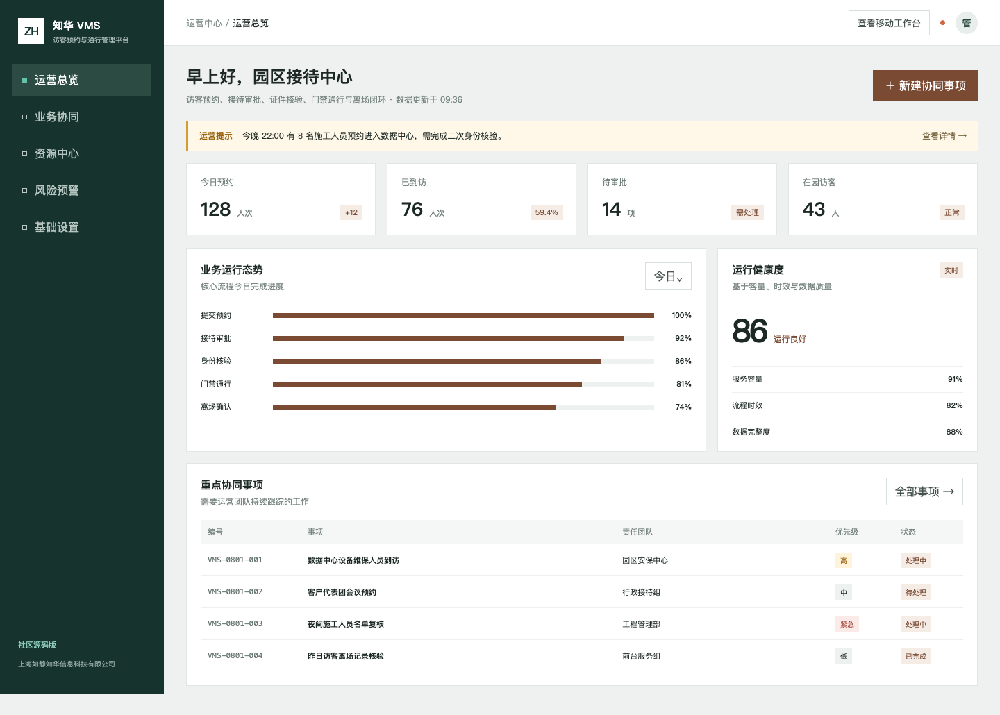 ZH
知华 VMS
访客预约与通行管理平台
运营总览
业务协同
资源中心
风险预警
基础设置
社区源码版
上海如静知华信息科技有限公司
运营中心 / 运营总览
查看移动工作台
管
早上好，园区接待中心
访客预约、接待审批、证件核验、门禁通行与离场闭环 · 数据更新于 09:36
＋ 新建协同事项
运营提示 今晚 22:00 有 8 名施工人员预约进入数据中心，需完成二次身份核验。
查看详情 →
今日预约
128 人次
+12
已到访
76 人次
59.4%
待审批
14 项
需处理
在园访客
43 人
正常
业务运行态势
核心流程今日完成进度
今日
提交预约 100%
接待审批 92%
身份核验 86%
门禁通行 81%
离场确认 74%
运行健康度
基于容量、时效与数据质量
实时
86 运行良好
服务容量 91%
流程时效 82%
数据完整度 88%
重点协同事项
需要运营团队持续跟踪的工作
全部事项 →
编号 事项 责任团队 优先级 状态
VMS-0801-001 数据中心设备维保人员到访 园区安保中心 高 处理中
VMS-0801-002 客户代表团会议预约 行政接待组 中 待处理
VMS-0801-003 夜间施工人员名单复核 工程管理部 紧急 处理中
VMS-0801-004 昨日访客离场记录核验 前台服务组 低 已完成